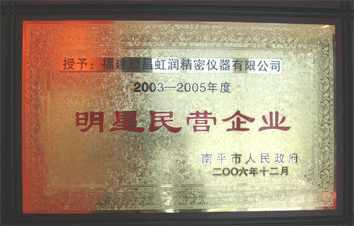 授予：福建顺昌虹润精密仪器有限公司
2003—2005年度
明星民营企业
南平市人民政府
二〇〇六年十二月